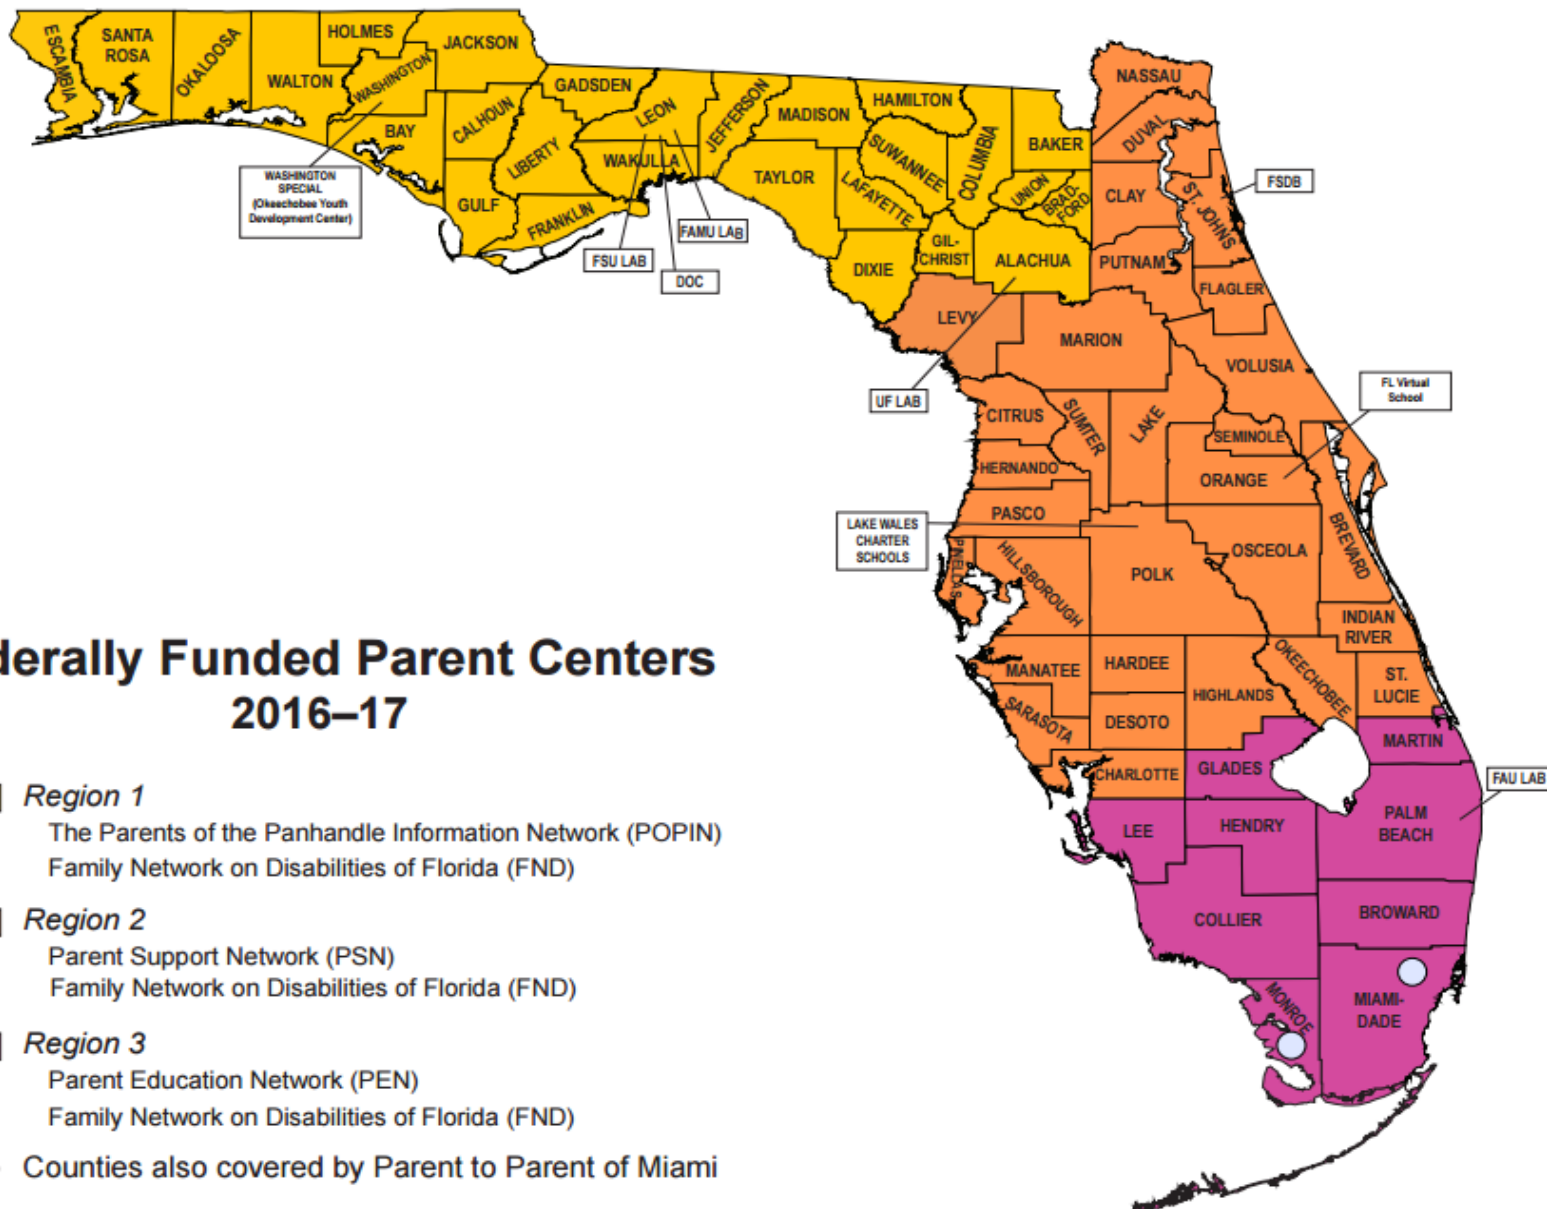 ESCAMBIA
SANTA
ROSA
OKALOOSA
WALTON
HOLMES
WASHINGTON
JACKSON
BAY
CALHOUN
GULF
LIBERTY
GADSDEN
FRANKLIN
LEON
WAKULLA
JEFFERSON
MADISON
TAYLOR
HAMILTON
SUWANNEE
LAFAYETTE
DIXIE
COLUMBIA
GIL-
CHRIST
BAKER
UNION
BRAD-
FORD
ALACHUA
NASSAU
DUVAL
CLAY
ST. JOHNS
PUTNAM
FLAGLER
LEVY
MARION
VOLUSIA
CITRUS
SUMTER
LAKE
SEMINOLE
ORANGE
HERNANDO
PASCO
PINELLAS
HILLSBOROUGH
POLK
OSCEOLA
BREVARD
INDIAN
RIVER
MANATEE
HARDEE
HIGHLANDS
OKEECHOBEE
ST.
LUCIE
SARASOTA
DESOTO
CHARLOTTE
GLADES
MARTIN
LEE
HENDRY
PALM
BEACH
COLLIER
BROWARD
MONROE
MIAMI-
DADE
WASHINGTON
SPECIAL
(Okeechobee Youth
Development Center)
FSU LAB
DOC
FAMU LAB
UF LAB
FSDB
FL Virtual
School
LAKE WALES
CHARTER
SCHOOLS
FAU LAB
derally Funded Parent Centers
2016–17
Region 1
The Parents of the Panhandle Information Network (POPIN)
Family Network on Disabilities of Florida (FND)
Region 2
Parent Support Network (PSN)
Family Network on Disabilities of Florida (FND)
Region 3
Parent Education Network (PEN)
Family Network on Disabilities of Florida (FND)
Counties also covered by Parent to Parent of Miami